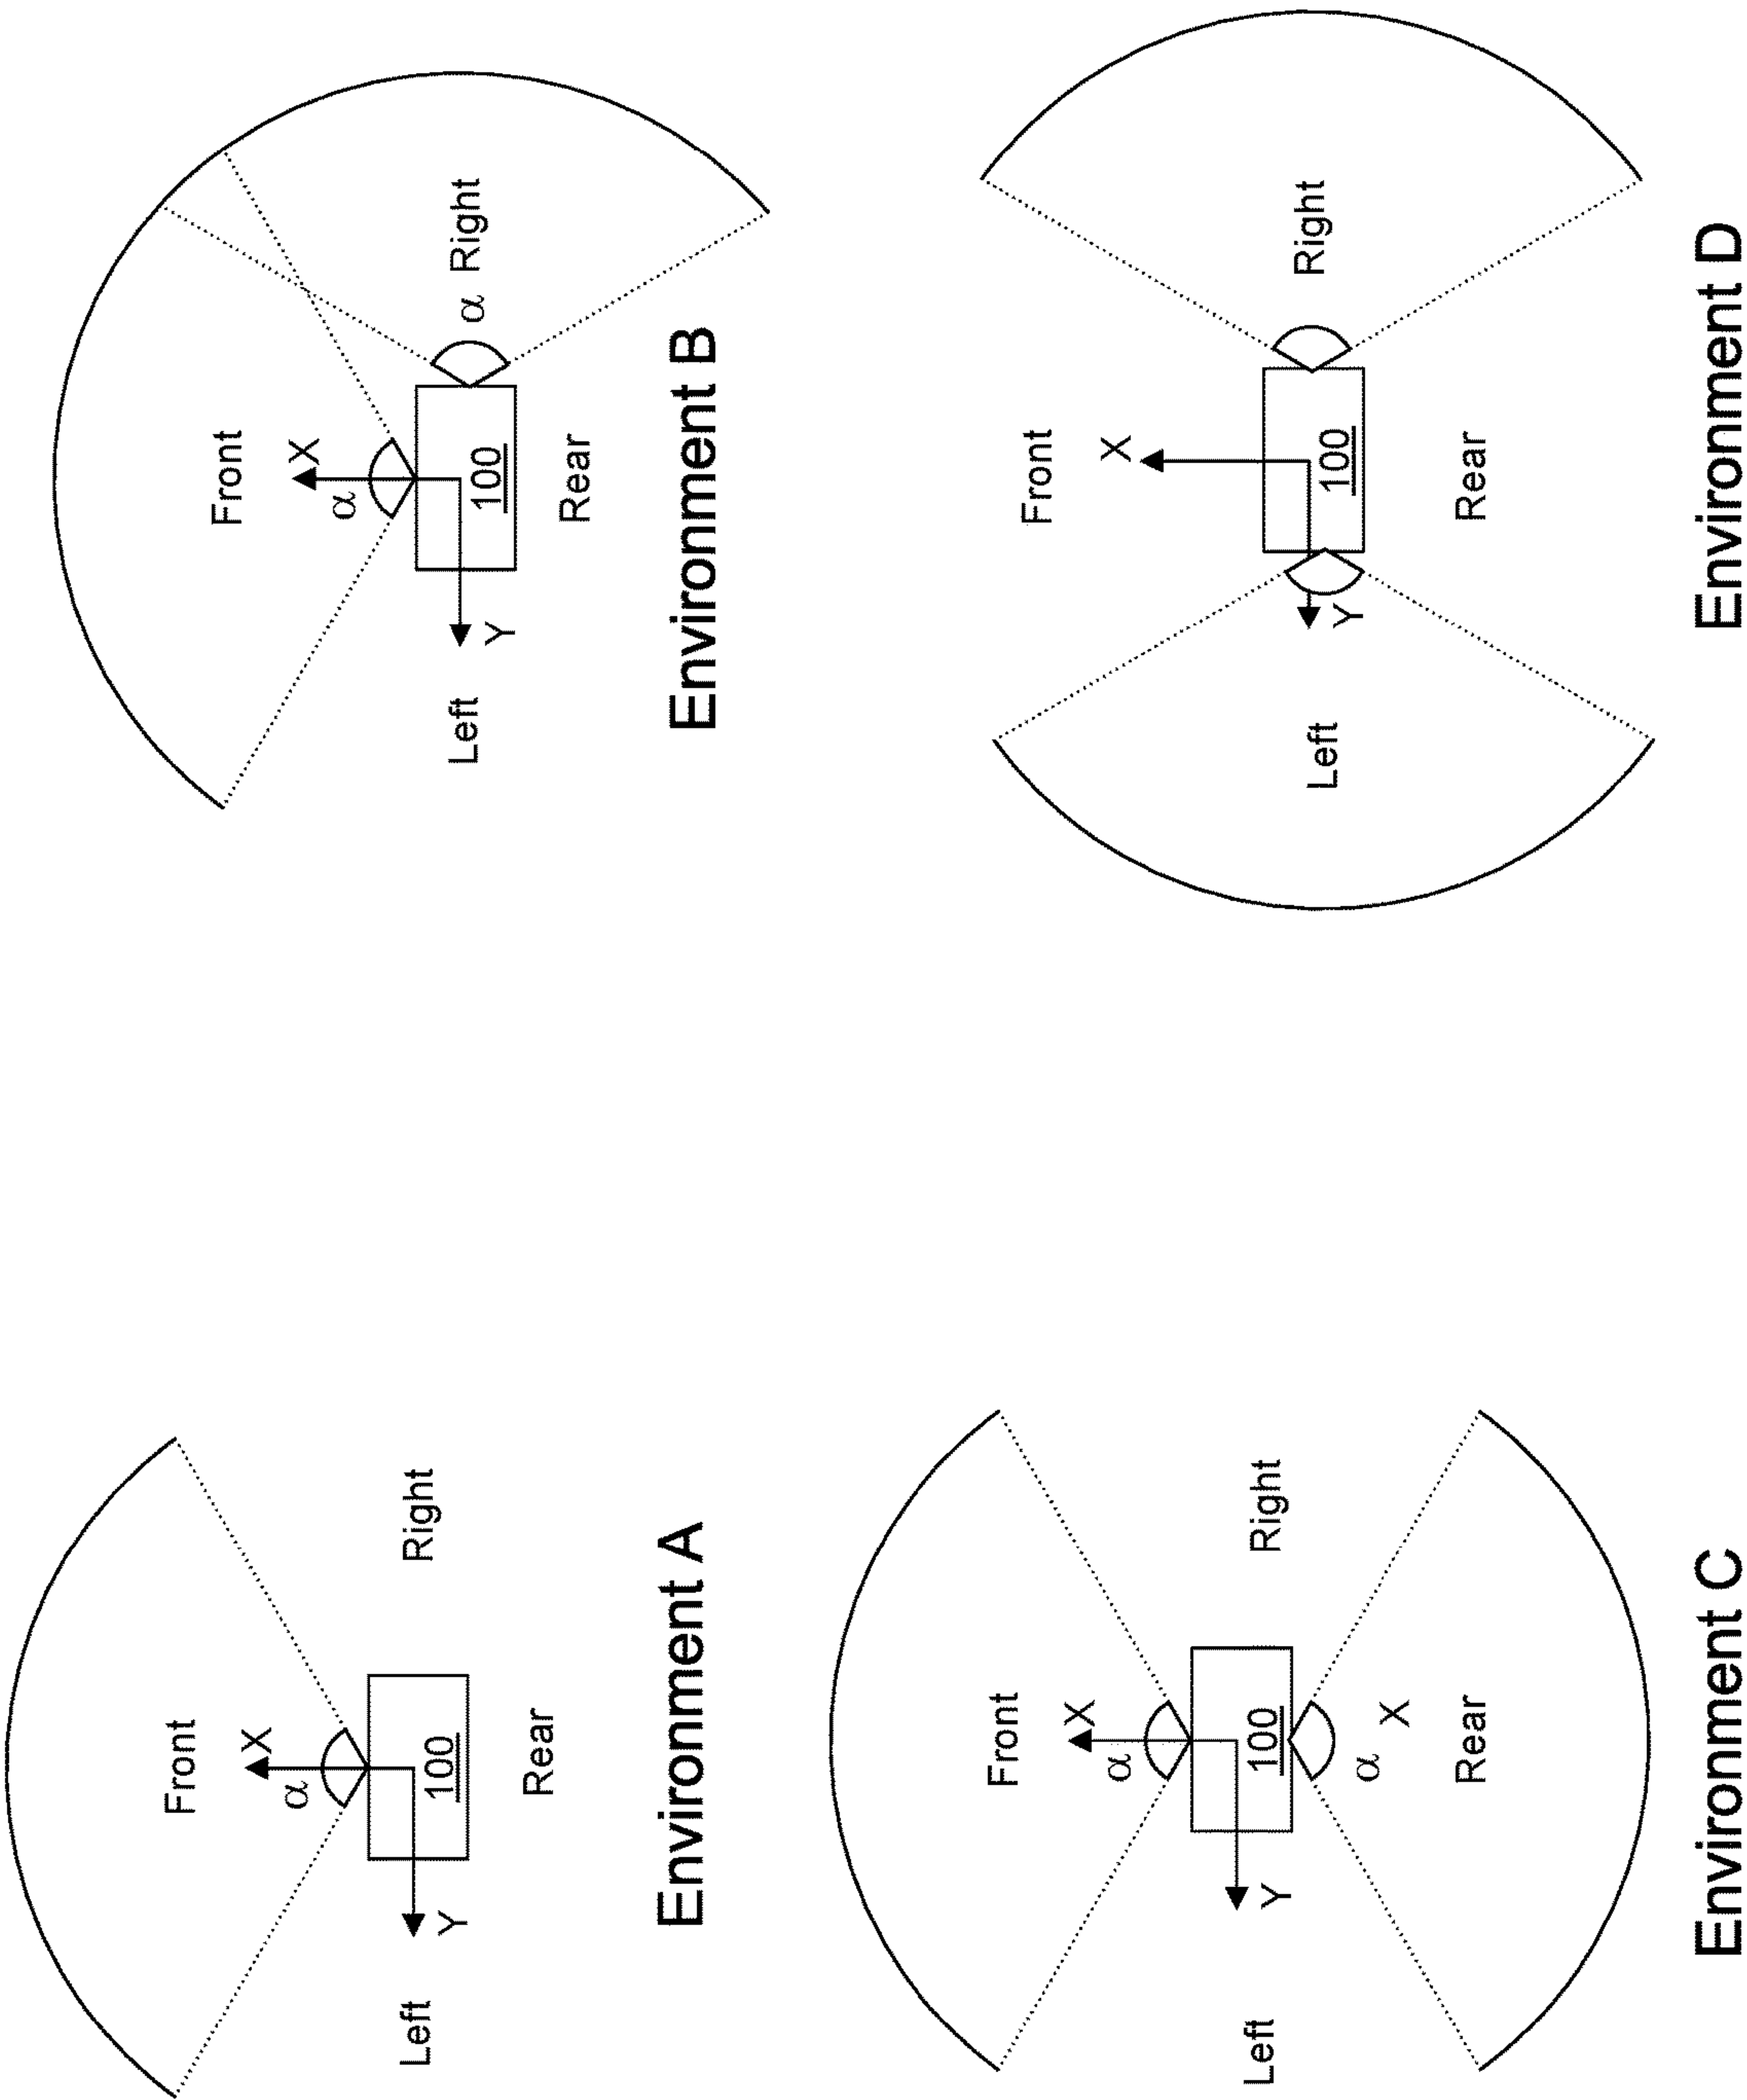 Front
X
α
100
Y
Left
Right
Rear
Environment A
Front
X
α
α
100
Y
Left
Right
Rear
Environment B
Front
X
α
100
Y
Left
Right
α
X
Rear
Environment C
Front
X
100
Y
Left
Right
Rear
Environment D